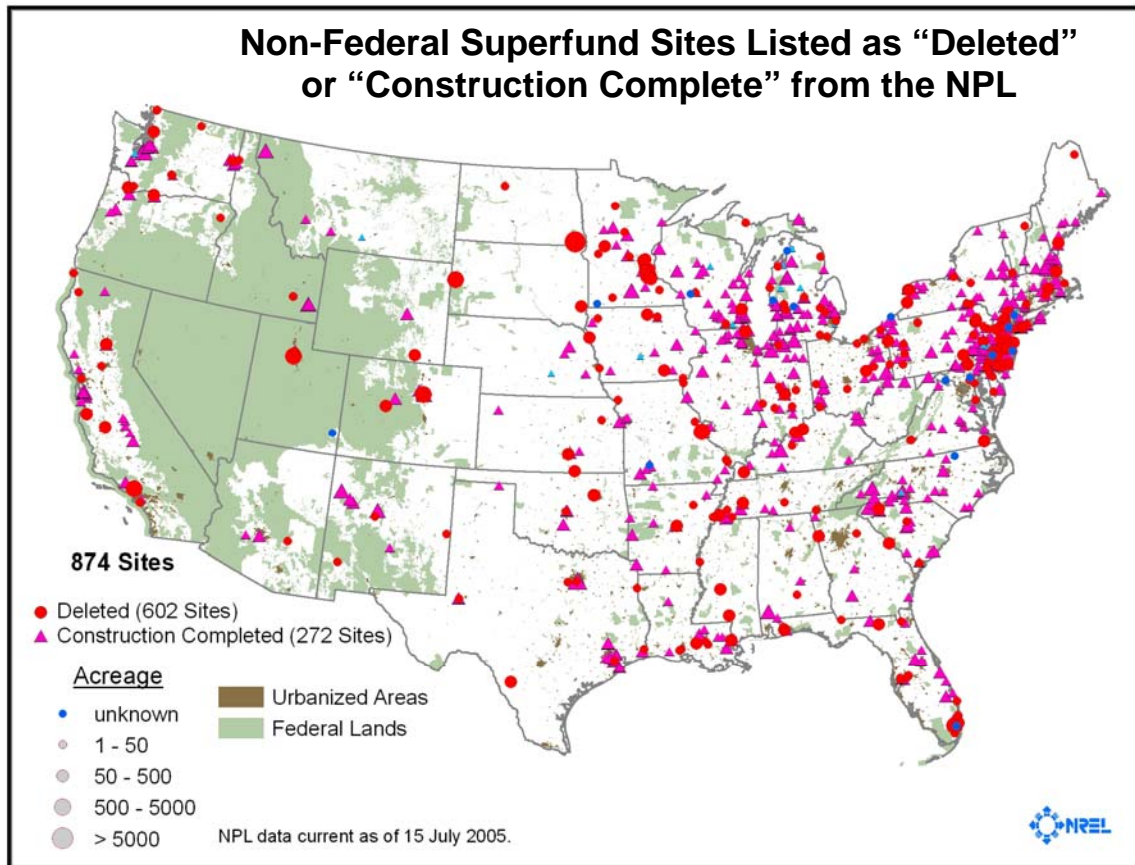 Non-Federal Superfund Sites Listed as “Deleted”
or “Construction Complete” from the NPL
874 Sites
Deleted (602 Sites)
Construction Completed (272 Sites)
Acreage
unknown
1 - 50
50 - 500
500 - 5000
> 5000
Urbanized Areas
Federal Lands
NPL data current as of 15 July 2005.
NREL